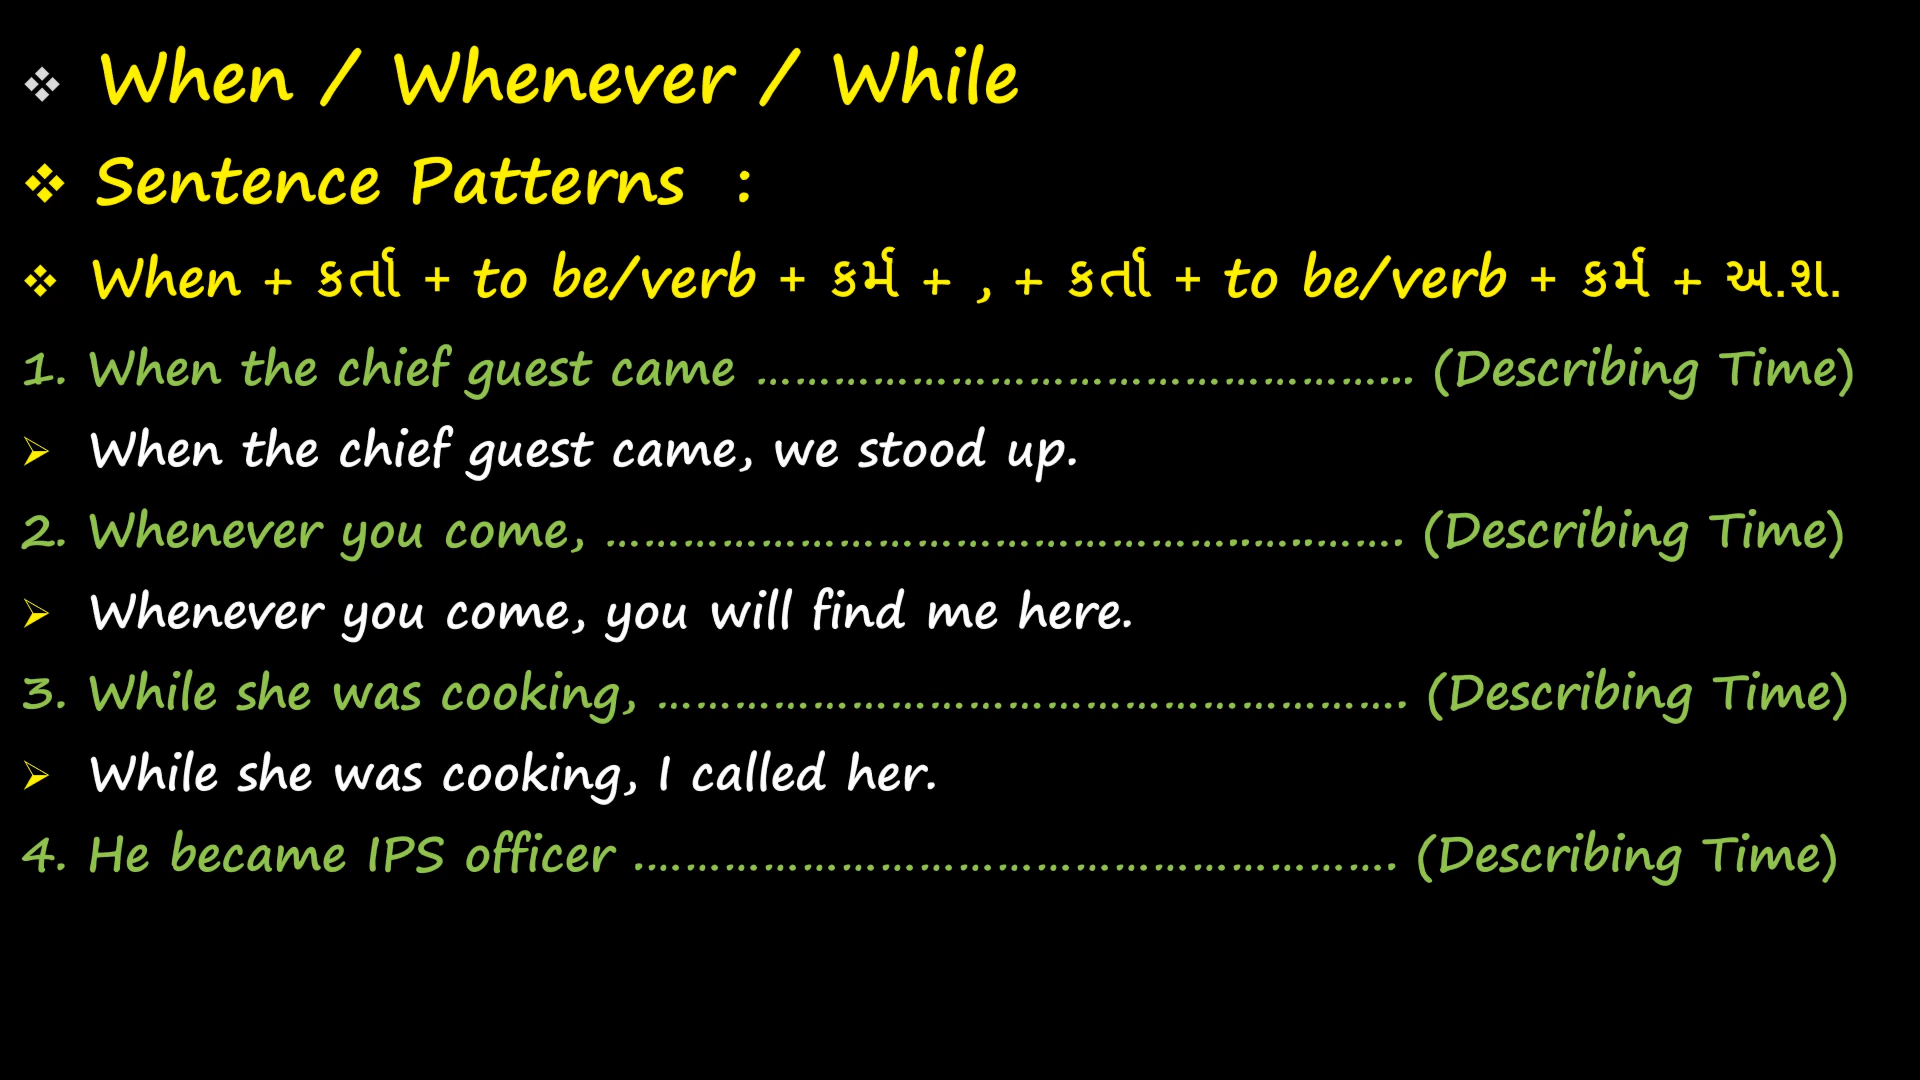 ❖ When / Whenever / While
❖ Sentence Patterns :
❖ When + કર્તા + to be/verb + કર્મ + , + કર્તા + to be/verb + કર્મ + અ.શ.
1. When the chief guest came ………………………………………….... (Describing Time)
➢ When the chief guest came, we stood up.
2. Whenever you come, …………………………………………..…..……. (Describing Time)
➢ Whenever you come, you will find me here.
3. While she was cooking, …………………………………………………. (Describing Time)
➢ While she was cooking, I called her.
4. He became IPS officer .…………………………………………………. (Describing Time)